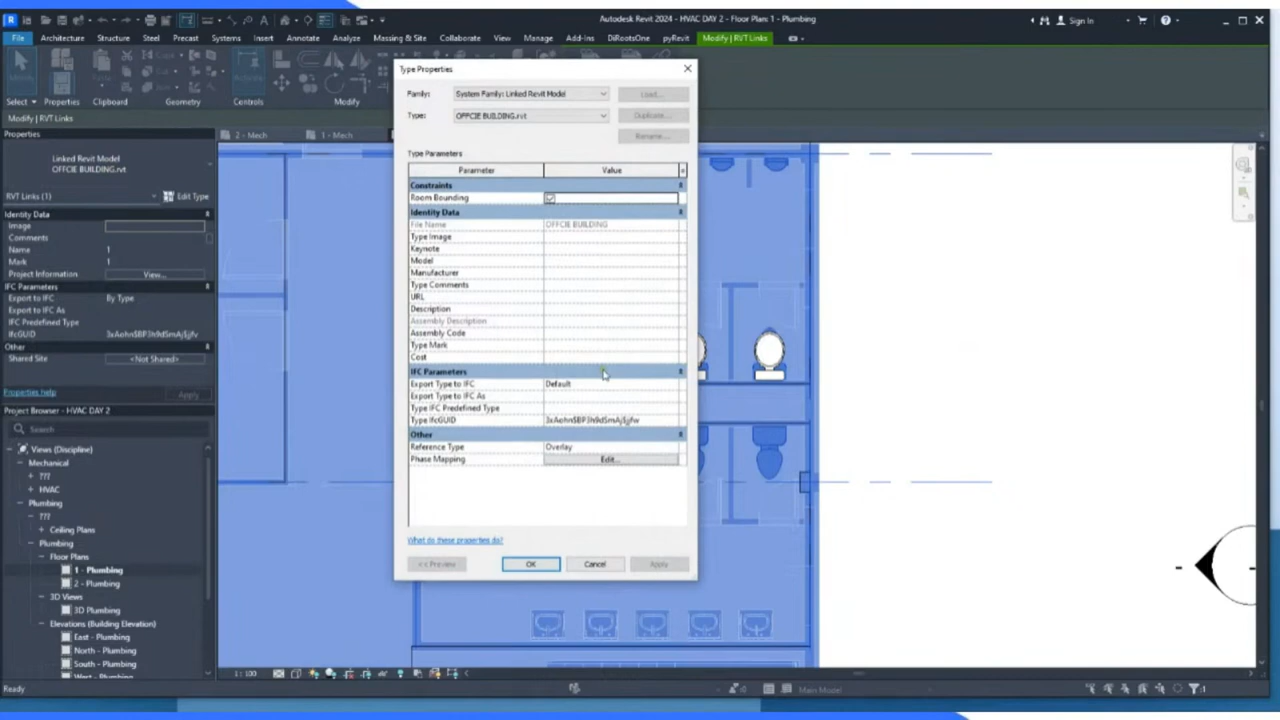 Autodesk Revit 2024 - HVAC DAY 2 - Floor Plan: 1 - Plumbing
Sign In
File Architecture Structure Steel Precast Systems Insert Annotate Analyze Massing & Site Collaborate View Manage Add-Ins DiRootsOne pyRevit Modify | RVT Links
Modify
Select Properties Clipboard Geometry Controls Modify
Modify | RVT Links
Properties
2 - Mech
1 - Mech
Linked Revit Model
OFFCIE BUILDING.rvt
RVT Links (1)
Edit Type
Identity Data
Image
Comments
Name 1
Mark 1
Project Information View...
IFC Parameters
Export to IFC By Type
Export to IFC As
IFC Predefined Type
IfcGUID
Other
Shared Site <Not Shared>
Properties help
Apply
Project Browser - HVAC DAY 2
Search
Views (Discipline)
Mechanical
???
HVAC
Plumbing
???
Ceiling Plans
Plumbing
Floor Plans
1 - Plumbing
2 - Plumbing
3D Views
3D Plumbing
Elevations (Building Elevation)
East - Plumbing
North - Plumbing
South - Plumbing
West - Plumbing
Type Properties
Family: System Family: Linked Revit Model Load...
Type: OFFCIE BUILDING.rvt Duplicate...
Rename...
Type Parameters
Parameter Value
Constraints
Room Bounding
Identity Data
File Name OFFCIE BUILDING
Type Image
Keynote
Model
Manufacturer
Type Comments
URL
Description
Assembly Description
Assembly Code
Type Mark
Cost
IFC Parameters
Export Type to IFC Default
Export Type to IFC As
Type IFC Predefined Type
Type IfcGUID
Other
Reference Type Overlay
Phase Mapping Edit...
What do these properties do?
<< Preview OK Cancel Apply
1 : 100
Ready
Main Model
:1